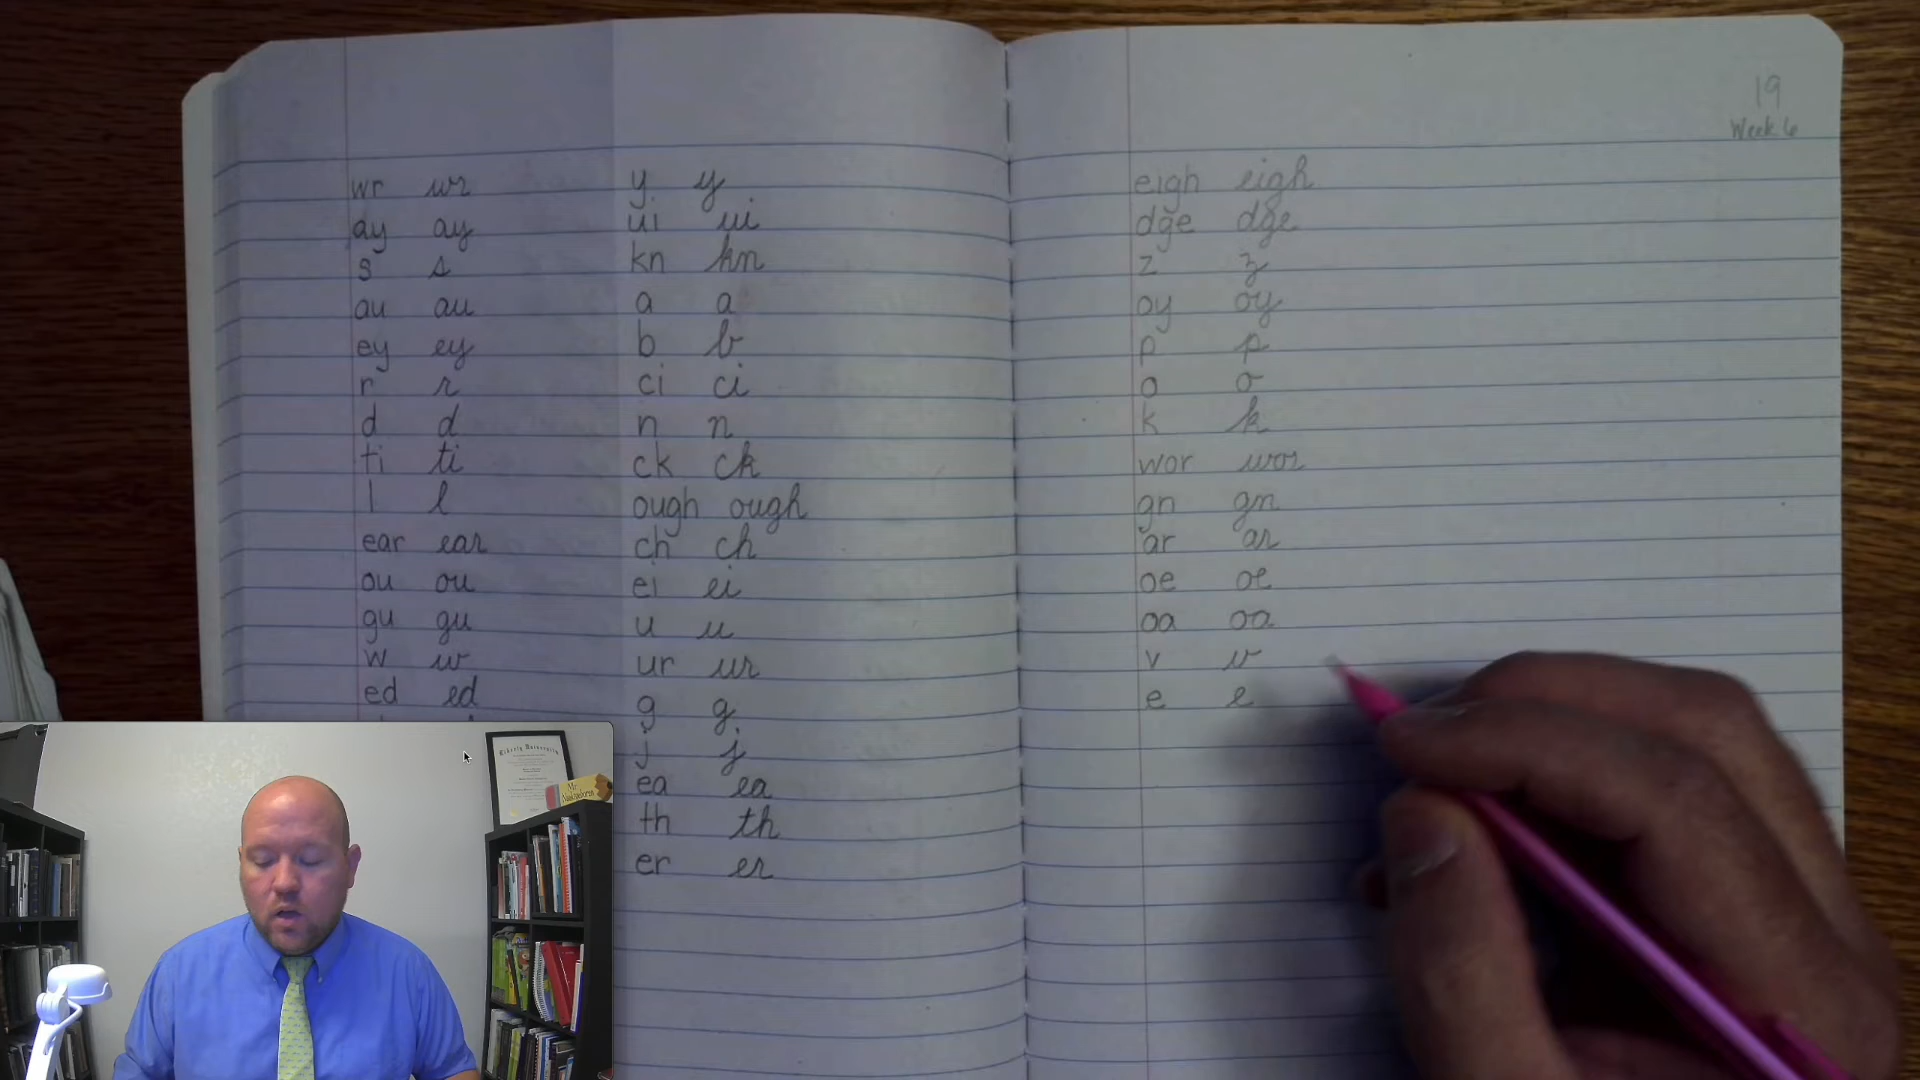 19
Week 6
wr wr
ay ay
s s
au au
ey ey
r r
d d
ti ti
l l
ear ear
ou ou
gu gu
w w
ed ed
y y
ui ui
kn kn
a a
b b
ci ci
n n
ck ck
ough ough
ch ch
ei ei
u u
ur ur
g g
j j
ea ea
th th
er er
eigh eigh
dge dge
z z
oy oy
p p
o o
k k
wor wor
gn gn
ar ar
oe oe
oa oa
v v
e e
Liberty University